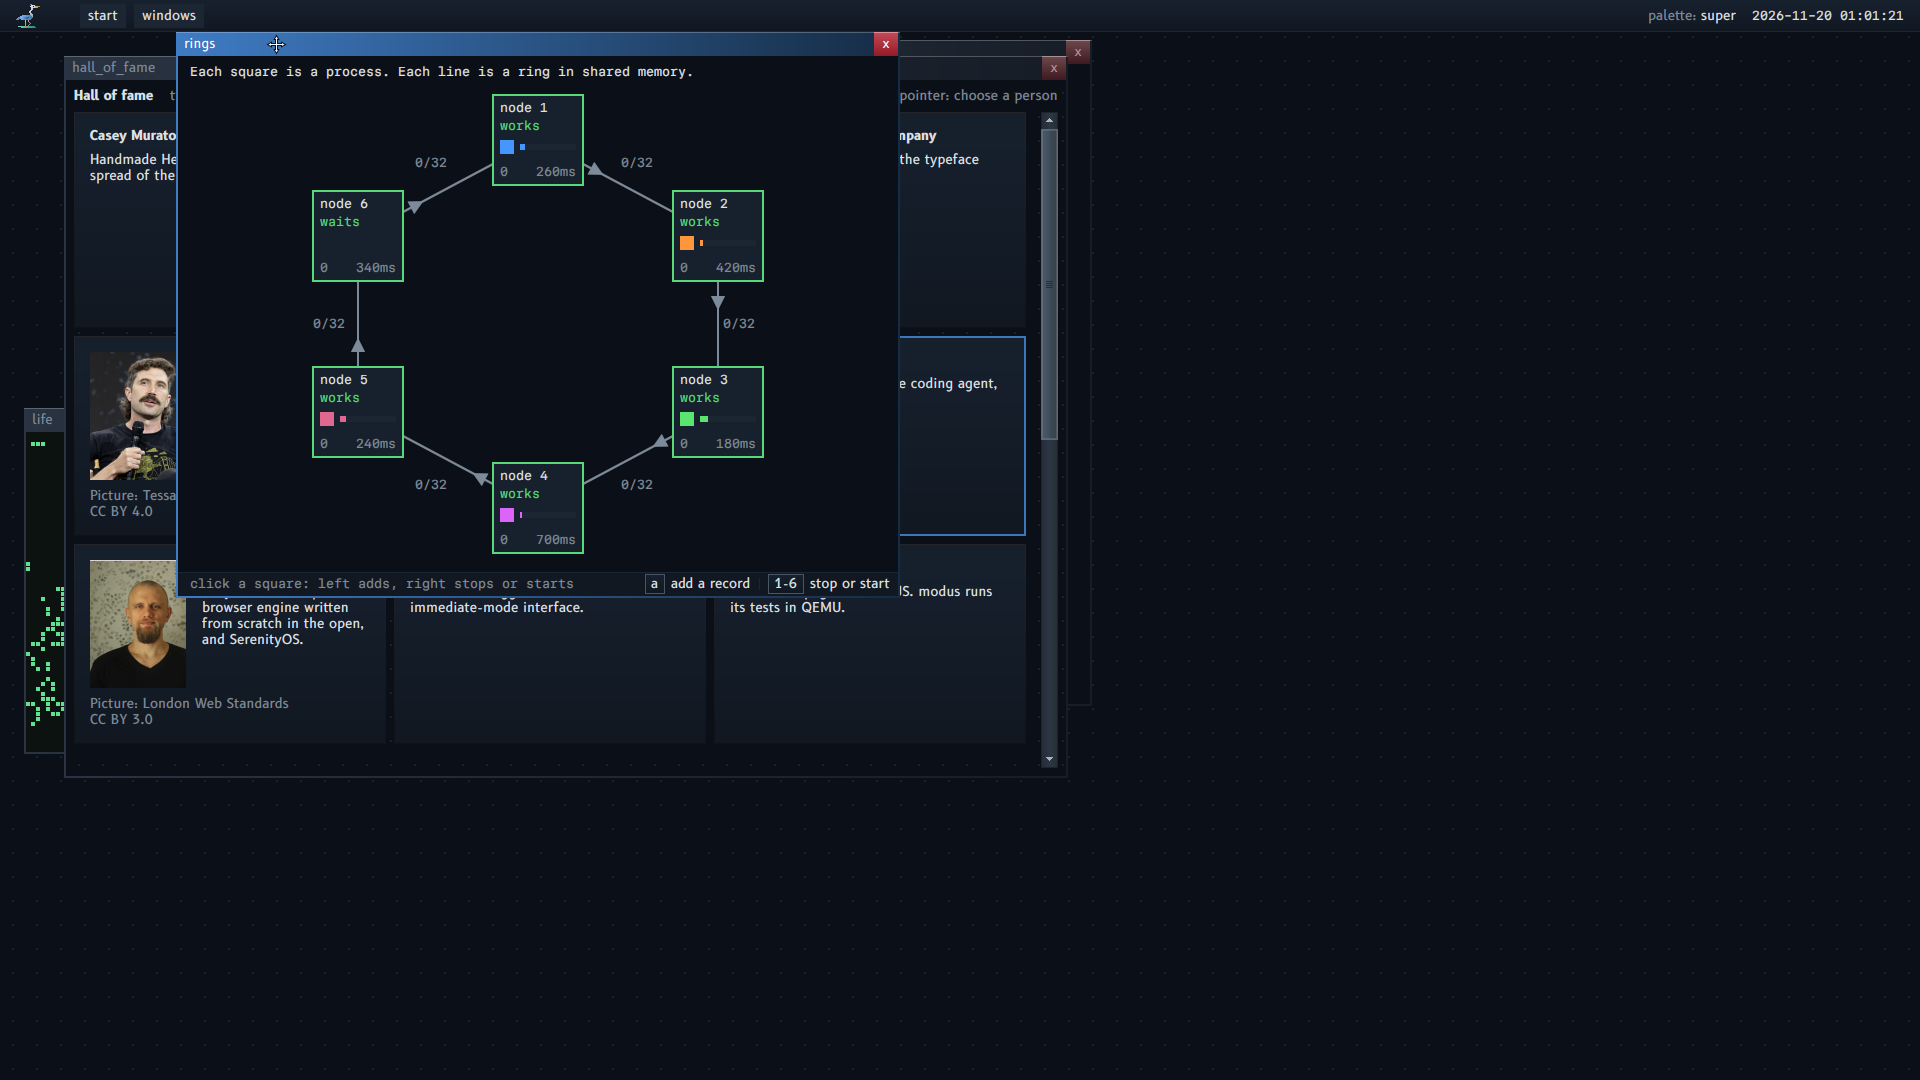 start windows palette: super 2026-11-20 01:01:21
rings x
x
hall_of_fame x
Each square is a process. Each line is a ring in shared memory.
Hall of fame pointer: choose a person
node 1
works
0 260ms
0/32 0/32
node 6
waits
0 340ms
node 2
works
0 420ms
0/32 0/32
node 5
works
0 240ms
node 3
works
0 180ms
0/32 0/32
node 4
works
0 700ms
click a square: left adds, right stops or starts a add a record 1-6 stop or start
Casey Murato
Handmade He
spread of the
mpany
the typeface
Picture: Tessa
CC BY 4.0
e coding agent,
life
browser engine written
from scratch in the open,
and SerenityOS.
Picture: London Web Standards
CC BY 3.0
immediate-mode interface.
JS. modus runs
its tests in QEMU.